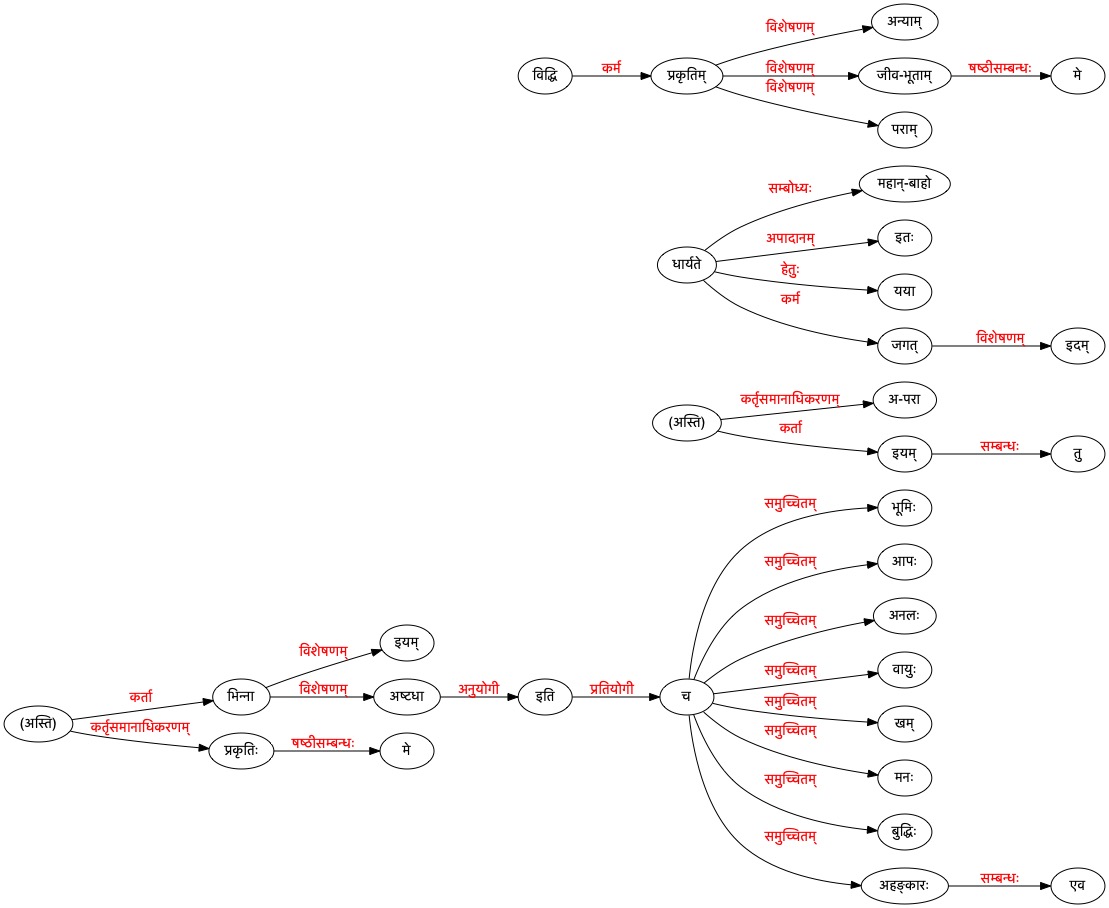 विशेषणम्
अन्याम्
विद्धि
कर्म
प्रकृतिम्
विशेषणम्
जीव-भूताम्
षष्ठीसम्बन्धः
मे
विशेषणम्
पराम्
सम्बोध्यः
महान्-बाहो
धार्यते
अपादानम्
इतः
हेतुः
यया
कर्म
जगत्
विशेषणम्
इदम्
(अस्ति)
कर्तृसमानाधिकरणम्
अ-परा
कर्ता
इयम्
सम्बन्धः
तु
समुच्चितम्
भूमिः
समुच्चितम्
आपः
समुच्चितम्
अनलः
विशेषणम्
इयम्
(अस्ति)
कर्ता
भिन्ना
विशेषणम्
अष्टधा
अनुयोगी
इति
प्रतियोगी
च
समुच्चितम्
वायुः
कर्तृसमानाधिकरणम्
प्रकृतिः
षष्ठीसम्बन्धः
मे
समुच्चितम्
खम्
समुच्चितम्
मनः
समुच्चितम्
बुद्धिः
समुच्चितम्
अहङ्कारः
सम्बन्धः
एव